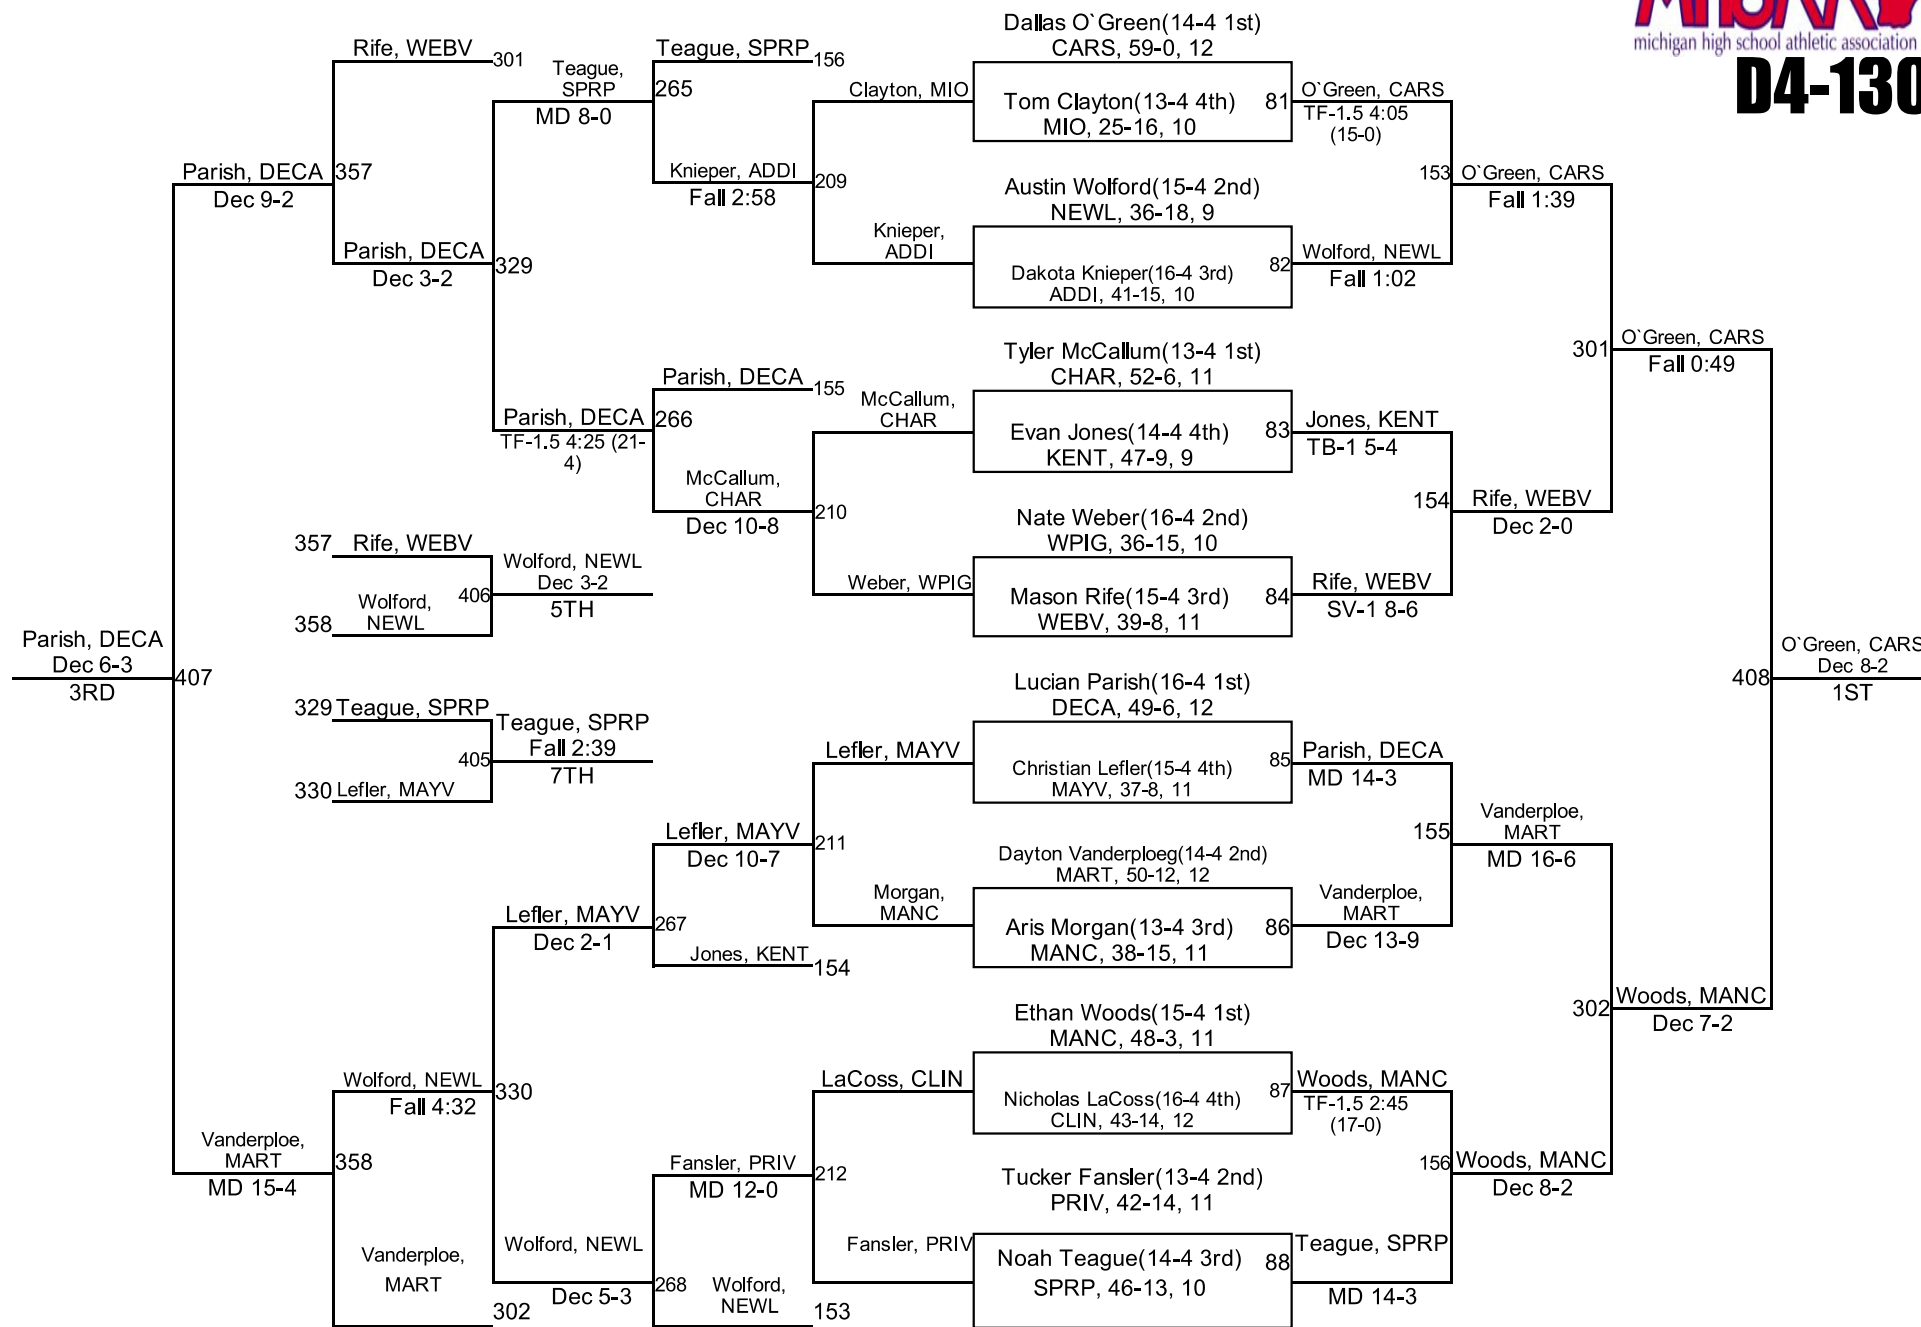 MHSAA
michigan high school athletic association
D4-130
Rife, WEBV
301
Parish, DECA
Dec 9-2
357
Parish, DECA
Dec 3-2
329
Teague,
SPRP
MD 8-0
265
Teague, SPRP
156
Knieper, ADDI
Fall 2:58
209
Clayton, MIO
Knieper,
ADDI
Parish, DECA
TF-1.5 4:25 (21-
4)
266
Parish, DECA
155
McCallum,
CHAR
Dec 10-8
210
McCallum,
CHAR
Weber, WPIG
357
Rife, WEBV
358
Wolford,
NEWL
406
Wolford, NEWL
Dec 3-2
5TH
Parish, DECA
Dec 6-3
3RD
407
329
Teague, SPRP
330
Lefler, MAYV
405
Teague, SPRP
Fall 2:39
7TH
Lefler, MAYV
Dec 10-7
211
Lefler, MAYV
Morgan,
MANC
Lefler, MAYV
Dec 2-1
267
Jones, KENT
154
Wolford, NEWL
Fall 4:32
330
Vanderploe,
MART
MD 15-4
358
Vanderploe,
MART
302
Wolford, NEWL
Dec 5-3
268
Fansler, PRIV
MD 12-0
212
LaCoss, CLIN
Fansler, PRIV
Wolford,
NEWL
153
Dallas O`Green(14-4 1st)
CARS, 59-0, 12
Tom Clayton(13-4 4th)
MIO, 25-16, 10
81
O`Green, CARS
TF-1.5 4:05
(15-0)
Austin Wolford(15-4 2nd)
NEWL, 36-18, 9
Dakota Knieper(16-4 3rd)
ADDI, 41-15, 10
82
Wolford, NEWL
Fall 1:02
153
O`Green, CARS
Fall 1:39
Tyler McCallum(13-4 1st)
CHAR, 52-6, 11
Evan Jones(14-4 4th)
KENT, 47-9, 9
83
Jones, KENT
TB-1 5-4
Nate Weber(16-4 2nd)
WPIG, 36-15, 10
Mason Rife(15-4 3rd)
WEBV, 39-8, 11
84
Rife, WEBV
SV-1 8-6
154
Rife, WEBV
Dec 2-0
301
O`Green, CARS
Fall 0:49
Lucian Parish(16-4 1st)
DECA, 49-6, 12
Christian Lefler(15-4 4th)
MAYV, 37-8, 11
85
Parish, DECA
MD 14-3
Dayton Vanderploeg(14-4 2nd)
MART, 50-12, 12
Aris Morgan(13-4 3rd)
MANC, 38-15, 11
86
Vanderploe,
MART
Dec 13-9
155
Vanderploe,
MART
MD 16-6
Ethan Woods(15-4 1st)
MANC, 48-3, 11
Nicholas LaCoss(16-4 4th)
CLIN, 43-14, 12
87
Woods, MANC
TF-1.5 2:45
(17-0)
Tucker Fansler(13-4 2nd)
PRIV, 42-14, 11
Noah Teague(14-4 3rd)
SPRP, 46-13, 10
88
Teague, SPRP
MD 14-3
156
Woods, MANC
Dec 8-2
302
Woods, MANC
Dec 7-2
408
O`Green, CARS
Dec 8-2
1ST